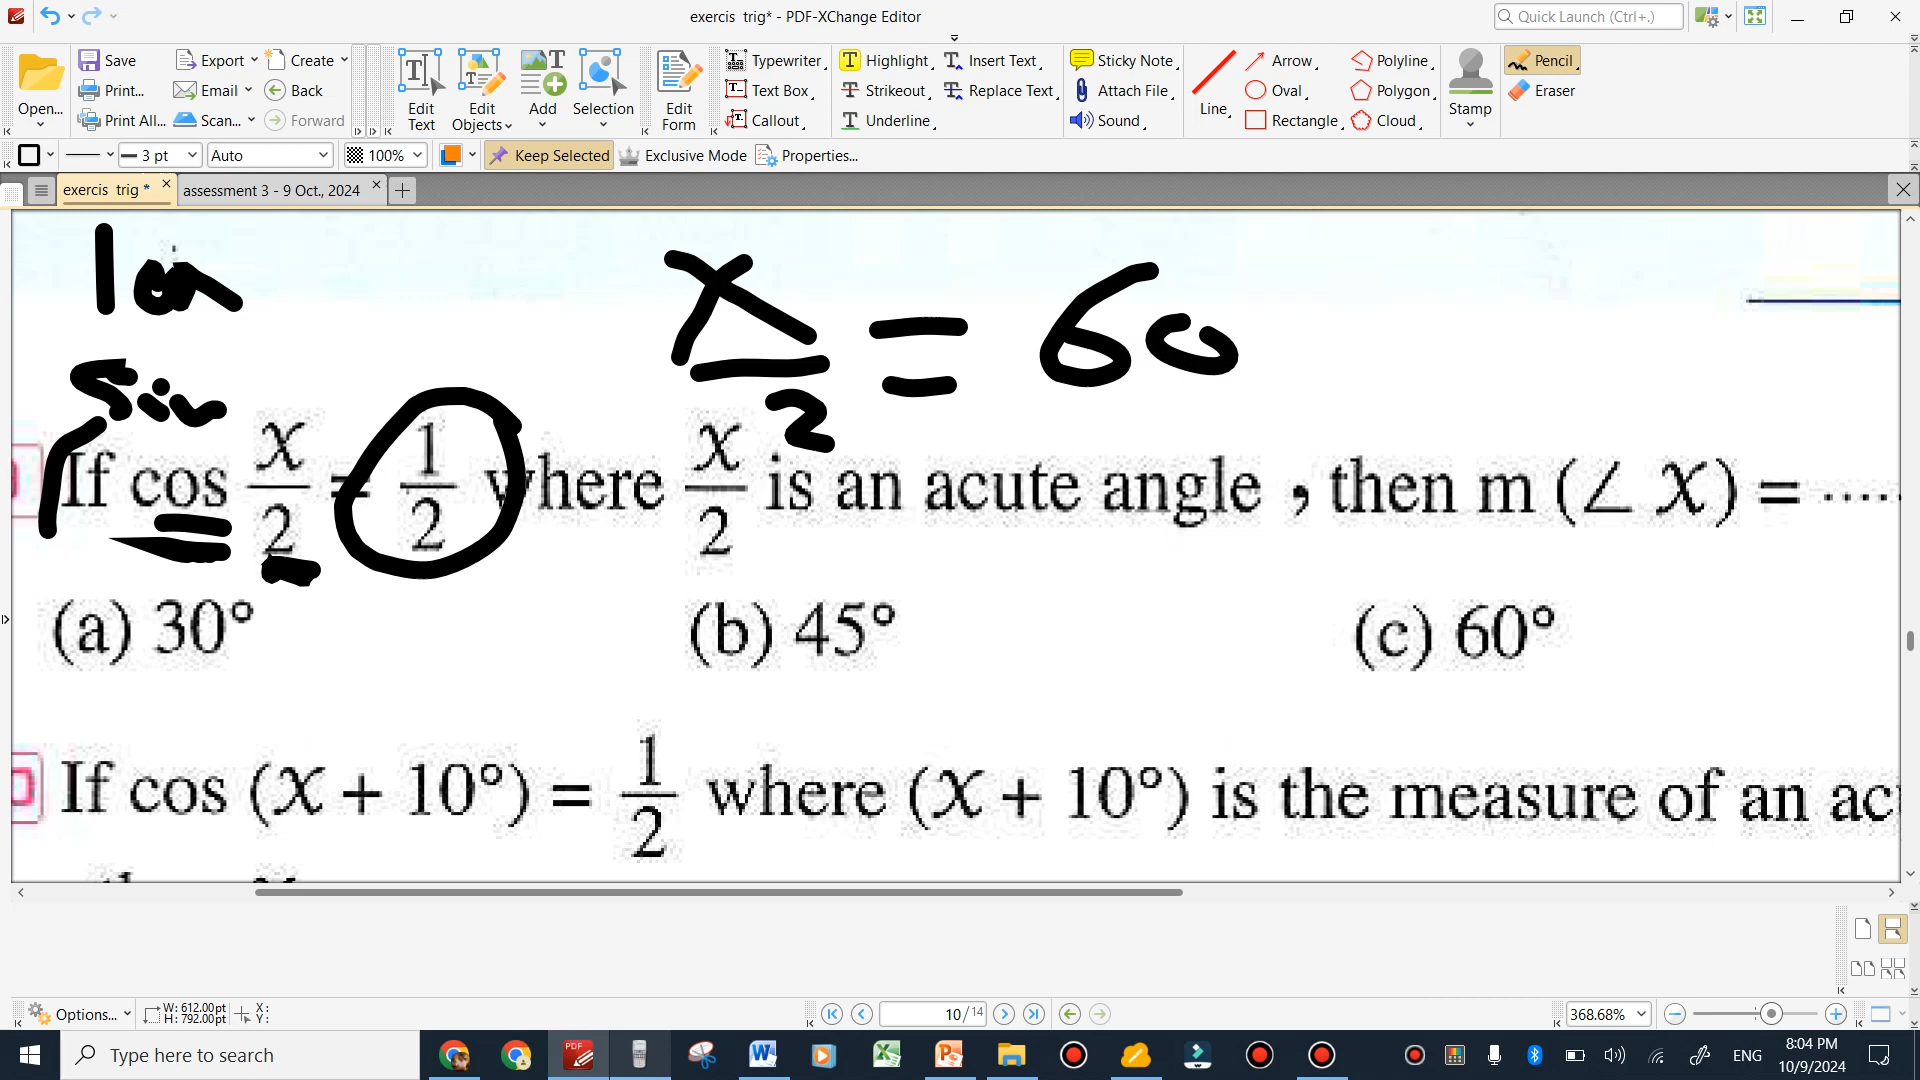 exercis trig* - PDF-XChange Editor
Quick Launch (Ctrl+.)
Open...
Save
Print...
Print All...
Export
Email
Scan...
Create
Back
Forward
Edit Text
Edit Objects
Add
Selection
Edit Form
Typewriter
Text Box
Callout
Highlight
Strikeout
Underline
Insert Text
Replace Text
Sticky Note
Attach File
Sound
Line
Arrow
Oval
Rectangle
Polyline
Polygon
Cloud
Stamp
Pencil
Eraser
3 pt
Auto
100%
Keep Selected
Exclusive Mode
Properties...
exercis trig *
assessment 3 - 9 Oct., 2024
x/2 = 60
sin
If cos x/2 = 1/2 where x/2 is an acute angle , then m (∠ X) = .....
(a) 30° (b) 45° (c) 60°
If cos (X + 10°) = 1/2 where (X + 10°) is the measure of an
Options...
W: 612.00pt
H: 792.00pt
X:
Y:
10 / 14
368.68%
Type here to search
ENG
8:04 PM
10/9/2024